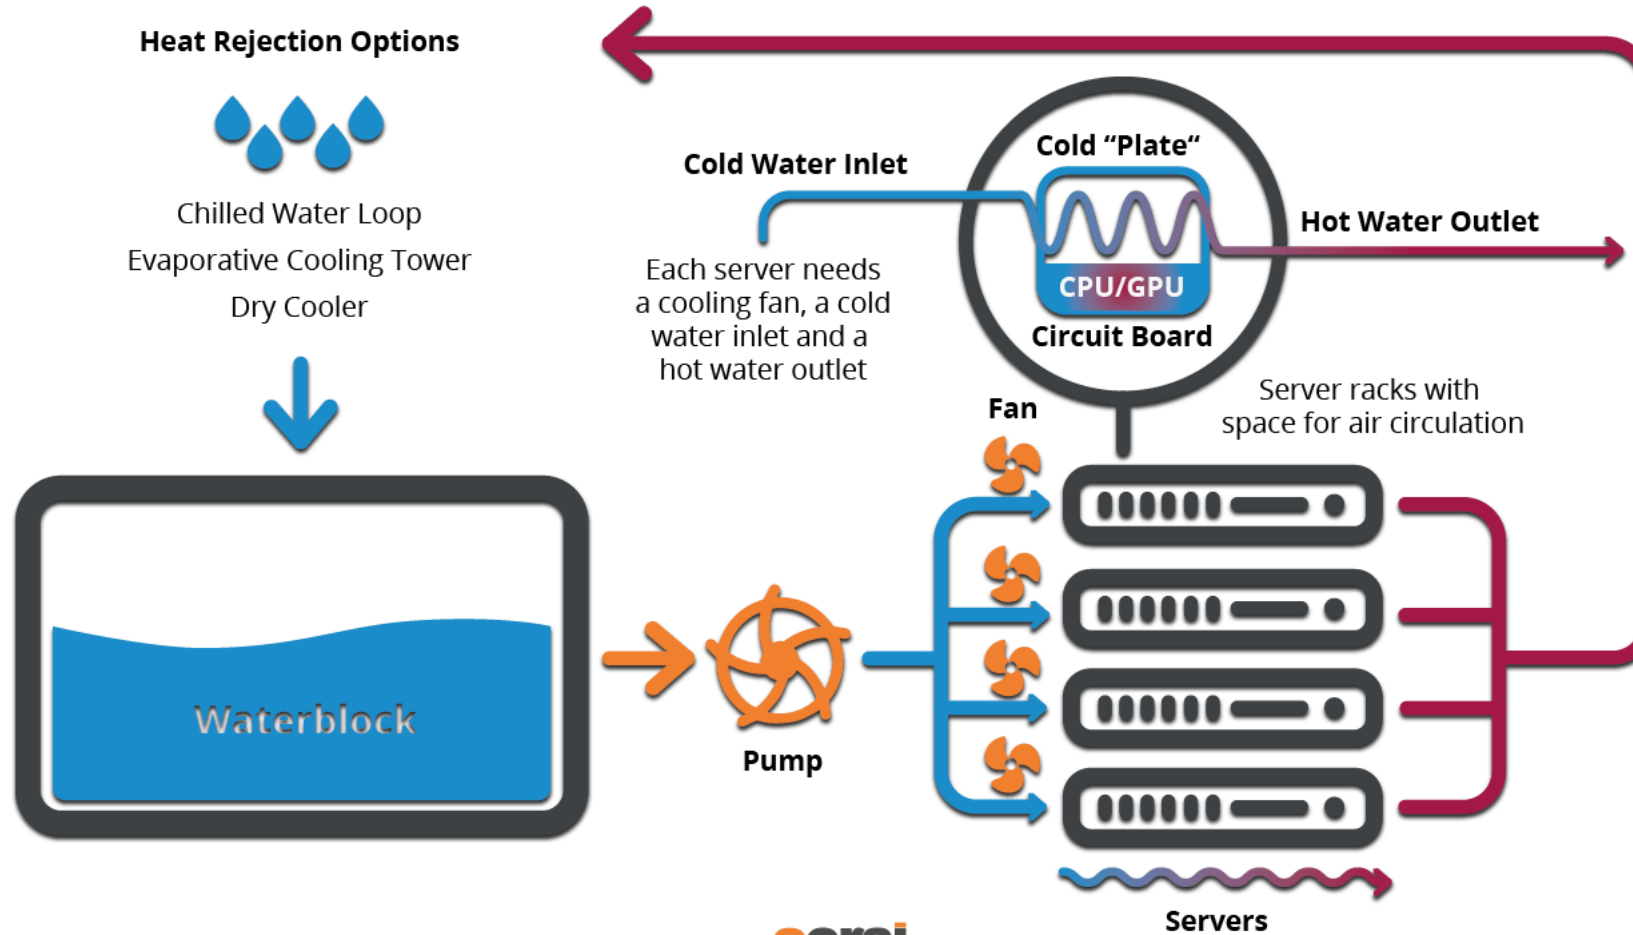 Heat Rejection Options
Chilled Water Loop
Evaporative Cooling Tower
Dry Cooler
Waterblock
Pump
Cold Water Inlet
Each server needs
a cooling fan, a cold
water inlet and a
hot water outlet
Cold “Plate“
CPU/GPU
Circuit Board
Hot Water Outlet
Fan
Server racks with
space for air circulation
Servers